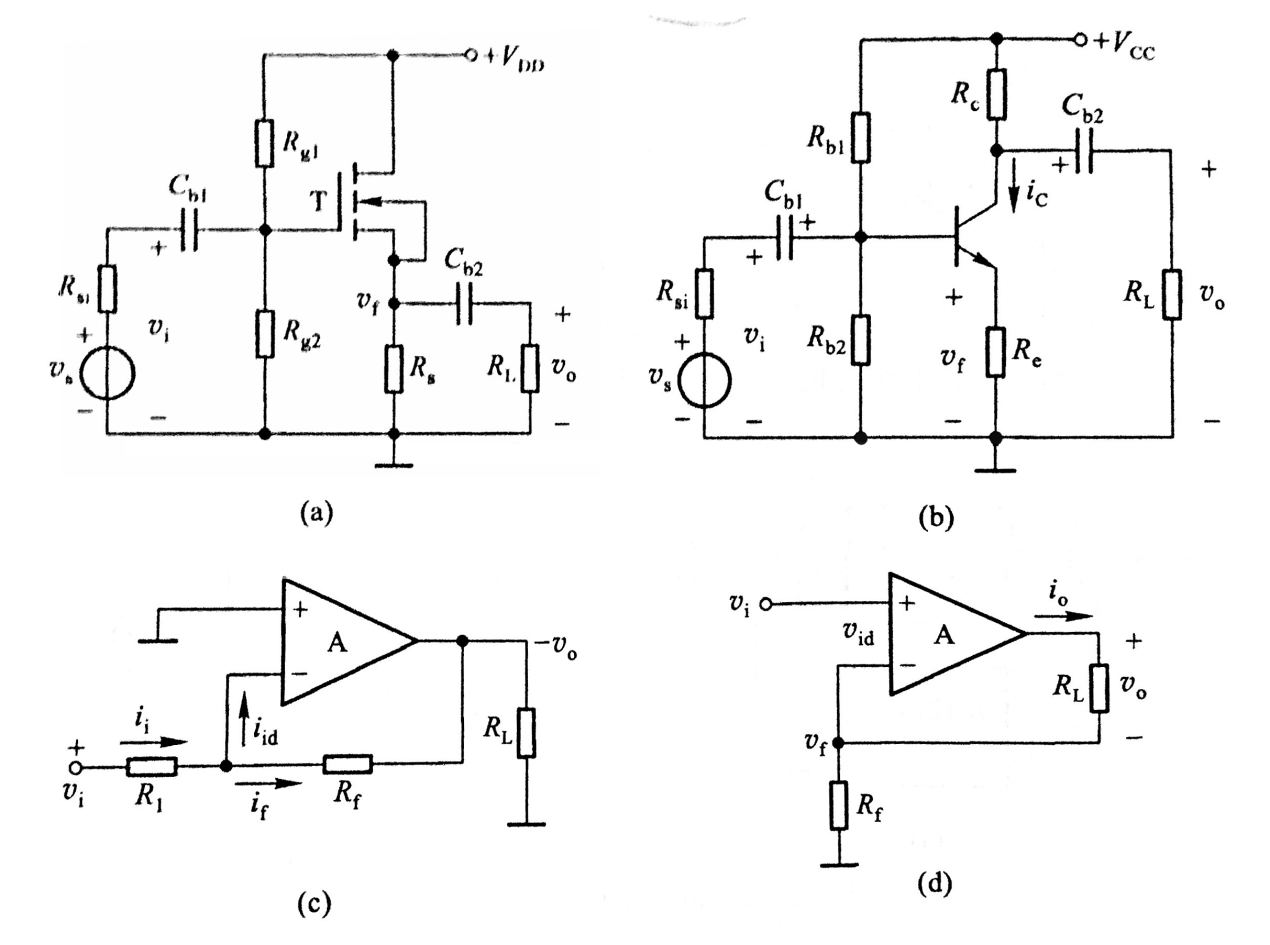 +V_DD
R_g1
C_b1
T
+
R_si
C_b2
v_f
+
v_i
R_g2
+
v_s
R_s
R_L
v_o
− − −
(a)
+V_CC
R_c
C_b2
R_b1
+
+
i_C
C_b1
+
+
R_si
+
R_L
v_o
+
v_i
R_b2
v_f
R_e
v_s
− − − −
(b)
+
A
−v_o
−
i_i
i_id
R_L
+
v_i
R_1
i_f
R_f
(c)
v_i
+
i_o
v_id
A
+
−
R_L
v_o
v_f
−
R_f
(d)